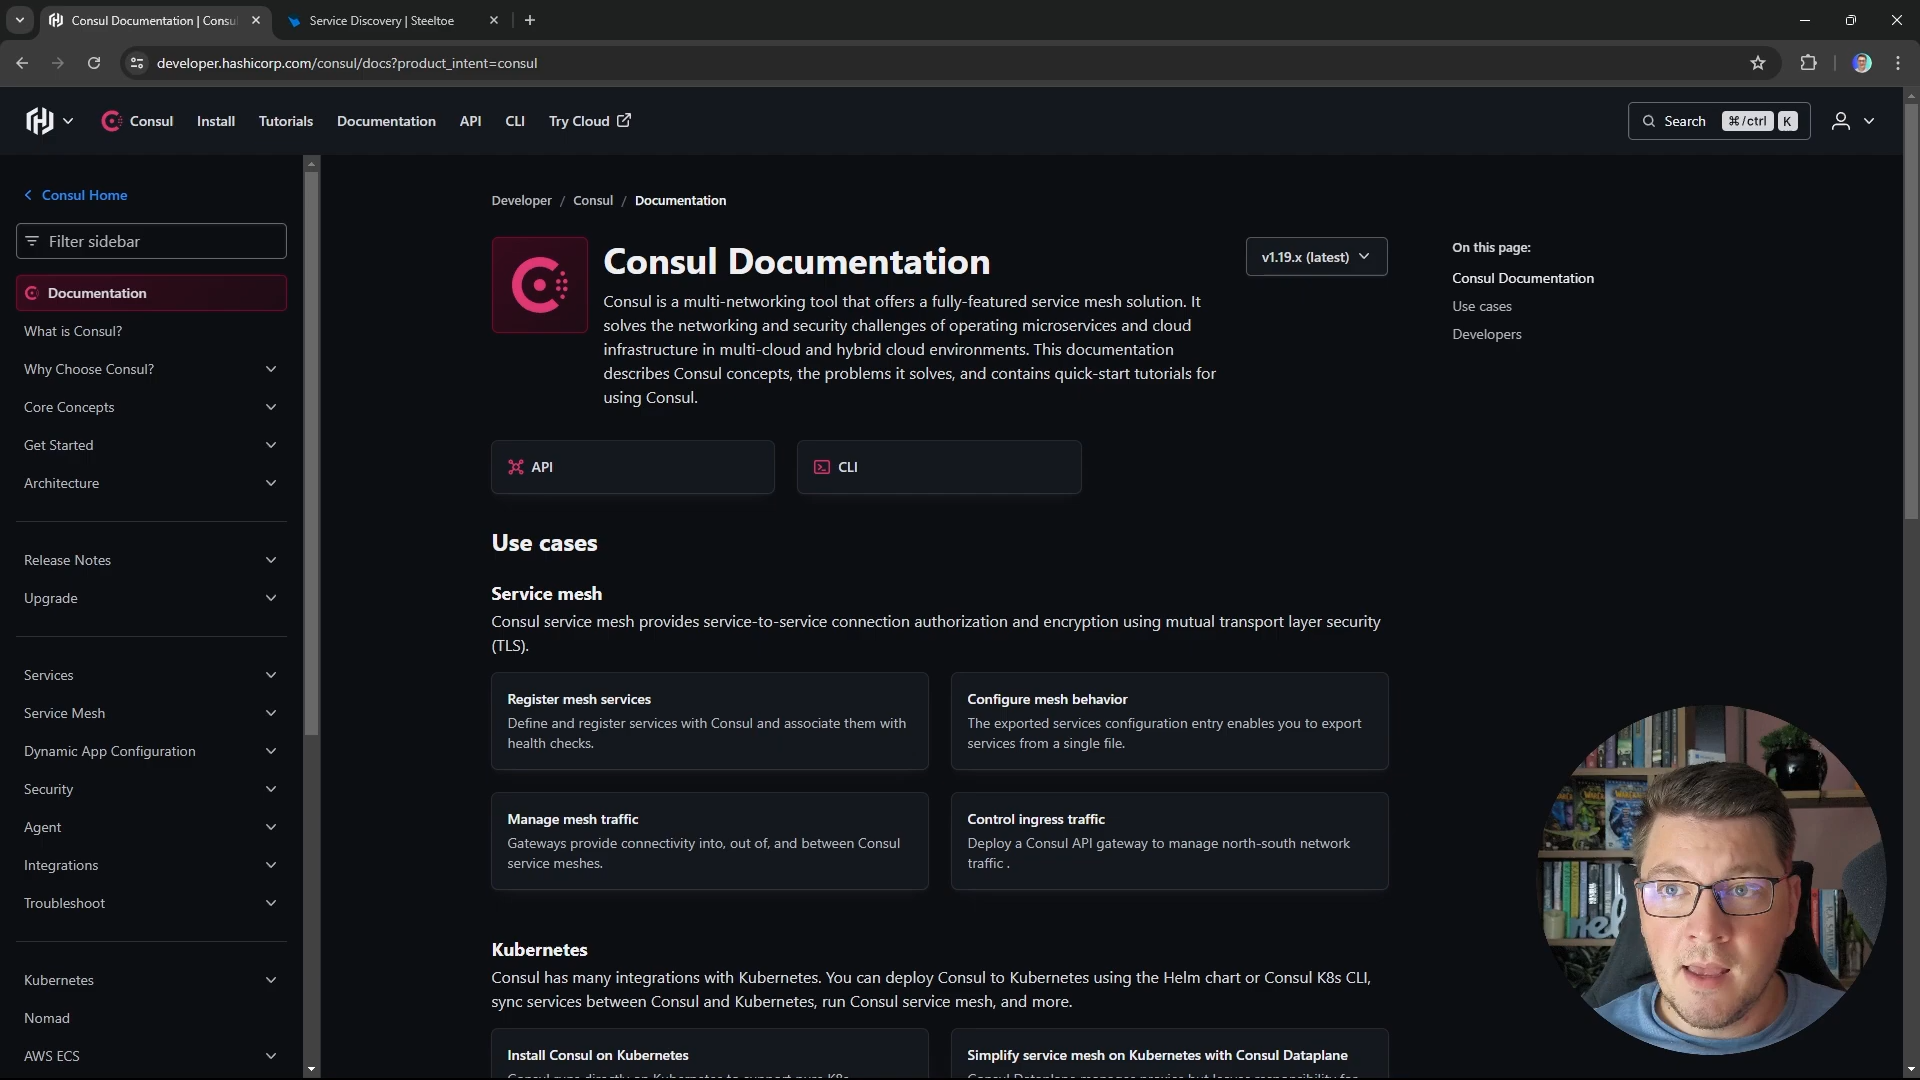 Consul Documentation | Consu
Service Discovery | Steeltoe
developer.hashicorp.com/consul/docs?product_intent=consul
Consul
Install
Tutorials
Documentation
API
CLI
Try Cloud
Search
⌘/ctrl
K
Consul Home
Filter sidebar
Documentation
What is Consul?
Why Choose Consul?
Core Concepts
Get Started
Architecture
Release Notes
Upgrade
Services
Service Mesh
Dynamic App Configuration
Security
Agent
Integrations
Troubleshoot
Kubernetes
Nomad
AWS ECS
Developer / Consul / Documentation
Consul Documentation
v1.19.x (latest)
Consul is a multi-networking tool that offers a fully-featured service mesh solution. It
solves the networking and security challenges of operating microservices and cloud
infrastructure in multi-cloud and hybrid cloud environments. This documentation
describes Consul concepts, the problems it solves, and contains quick-start tutorials for
using Consul.
API
CLI
Use cases
Service mesh
Consul service mesh provides service-to-service connection authorization and encryption using mutual transport layer security
(TLS).
Register mesh services
Define and register services with Consul and associate them with
health checks.
Configure mesh behavior
The exported services configuration entry enables you to export
services from a single file.
Manage mesh traffic
Gateways provide connectivity into, out of, and between Consul
service meshes.
Control ingress traffic
Deploy a Consul API gateway to manage north-south network
traffic .
Kubernetes
Consul has many integrations with Kubernetes. You can deploy Consul to Kubernetes using the Helm chart or Consul K8s CLI,
sync services between Consul and Kubernetes, run Consul service mesh, and more.
Install Consul on Kubernetes
Simplify service mesh on Kubernetes with Consul Dataplane
On this page:
Consul Documentation
Use cases
Developers